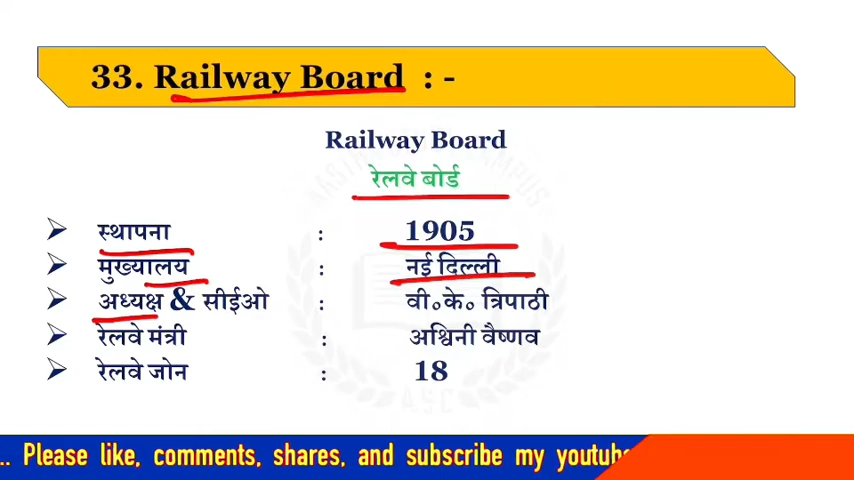 33. Railway Board : -
Railway Board
रेलवे बोर्ड
स्थापना : 1905
मुख्यालय : नई दिल्ली
अध्यक्ष & सीईओ : वी॰के॰ त्रिपाठी
रेलवे मंत्री : अश्विनी वैष्णव
रेलवे जोन : 18
ASC
.. Please like, comments, shares, and subscribe my youtube